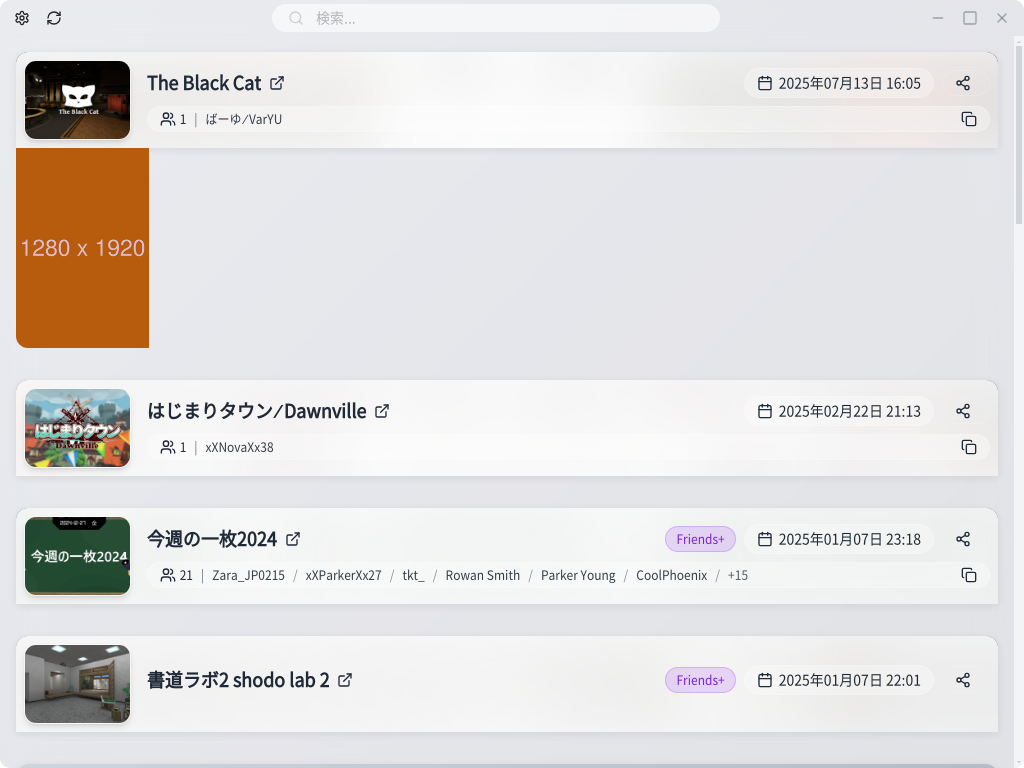 検索...
The Black Cat
The Black Cat
2025年07月13日 16:05
1 | ばーゆ/VarYU
1280 x 1920
はじまりタウン
Dawnville
はじまりタウン/Dawnville
2025年02月22日 21:13
1 | xXNovaXx38
2024-12-27
今週の一枚2024
今週の一枚2024
Friends+
2025年01月07日 23:18
21 | Zara_JP0215 / xXParkerXx27 / tkt_ / Rowan Smith / Parker Young / CoolPhoenix / +15
書道ラボ2 shodo lab 2
Friends+
2025年01月07日 22:01